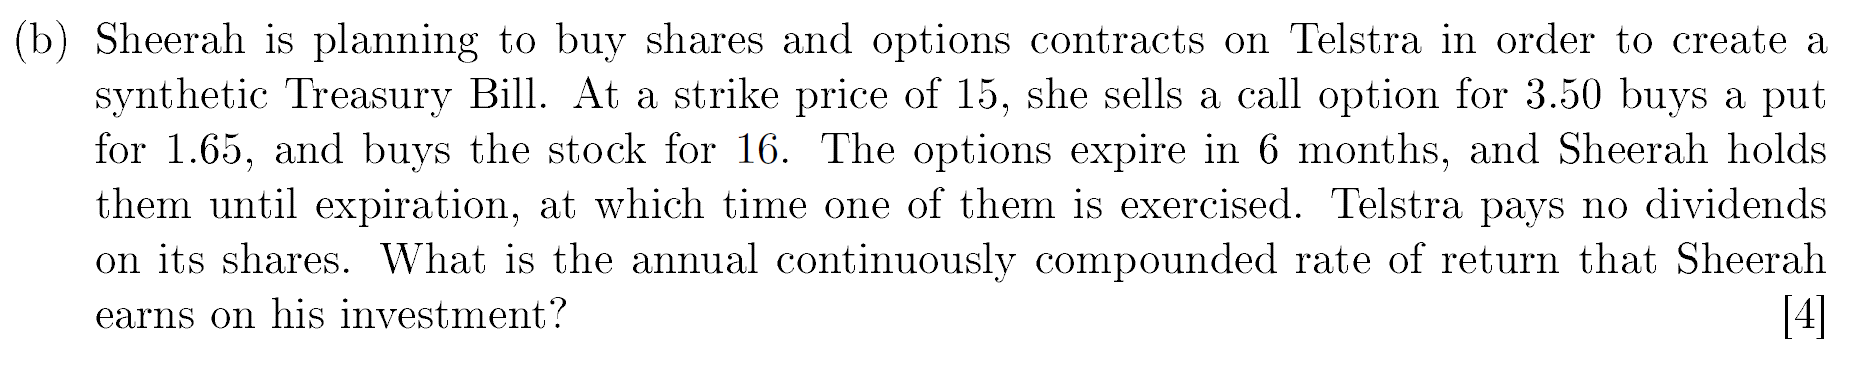 (b) Sheerah is planning to buy shares and options contracts on Telstra in order to create a
synthetic Treasury Bill. At a strike price of 15, she sells a call option for 3.50 buys a put
for 1.65, and buys the stock for 16. The options expire in 6 months, and Sheerah holds
them until expiration, at which time one of them is exercised. Telstra pays no dividends
on its shares. What is the annual continuously compounded rate of return that Sheerah
earns on his investment? [4]